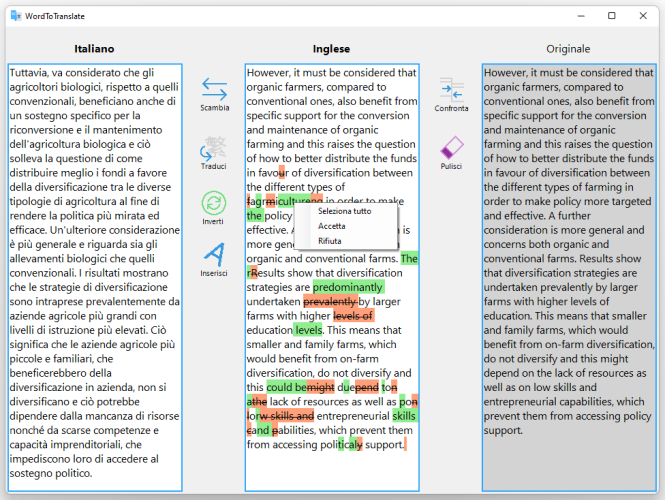 WordToTranslate
Italiano
Tuttavia, va considerato che gli
agricoltori biologici, rispetto a quelli
convenzionali, beneficiano anche di
un sostegno specifico per la
riconversione e il mantenimento
dell'agricoltura biologica e ciò
solleva la questione di come
distribuire meglio i fondi a favore
della diversificazione tra le diverse
tipologie di agricoltura al fine di
rendere la politica più mirata ed
efficace. Un'ulteriore considerazione
è più generale e riguarda sia gli
allevamenti biologici che quelli
convenzionali. I risultati mostrano
che le strategie di diversificazione
sono intraprese prevalentemente da
aziende agricole più grandi con
livelli di istruzione più elevati. Ciò
significa che le aziende agricole più
piccole e familiari, che
beneficerebbero della
diversificazione in azienda, non si
diversificano e ciò potrebbe
dipendere dalla mancanza di risorse
nonché da scarse competenze e
capacità imprenditoriali, che
impediscono loro di accedere al
sostegno politico.
Scambia
Traduci
Inverti
Inserisci
Inglese
However, it must be considered that
organic farmers, compared to
conventional ones, also benefit from
specific support for the conversion
and maintenance of organic
farming and this raises the question
of how to better distribute the funds
in favour of diversification between
the different types of
fagrmicultureng in order to make
the policy
effective. A is
more gen
organic and conventional farms. The
rResults show that diversification
strategies are predominantly
undertaken prevalently by larger
farms with higher levels of
education levels. This means that
smaller and family farms, which
would benefit from on-farm
diversification, do not diversify and
this could bemight duepend ton
athe lack of resources as well as pon
lorw skills and entrepreneurial skills
cand pabilities, which prevent them
from accessing politicaly support.
Seleziona tutto
Accetta
Rifiuta
Confronta
Pulisci
Originale
However, it must be considered that
organic farmers, compared to
conventional ones, also benefit from
specific support for the conversion
and maintenance of organic
farming and this raises the question
of how to better distribute the funds
in favour of diversification between
the different types of farming in
order to make policy more targeted
and effective. A further
consideration is more general and
concerns both organic and
conventional farms. Results show
that diversification strategies are
undertaken prevalently by larger
farms with higher levels of
education. This means that smaller
and family farms, which would
benefit from on-farm diversification,
do not diversify and this might
depend on the lack of resources as
well as on low skills and
entrepreneurial capabilities, which
prevent them from accessing policy
support.